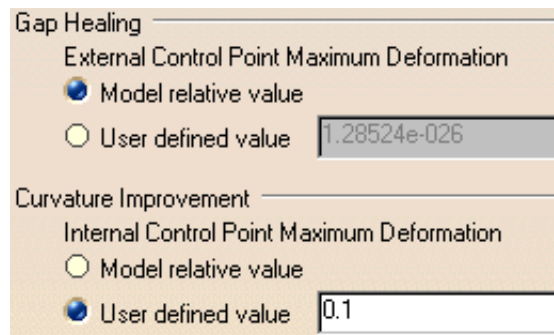 Gap Healing
External Control Point Maximum Deformation
Model relative value
User defined value 1.28524e-026
Curvature Improvement
Internal Control Point Maximum Deformation
Model relative value
User defined value 0.1